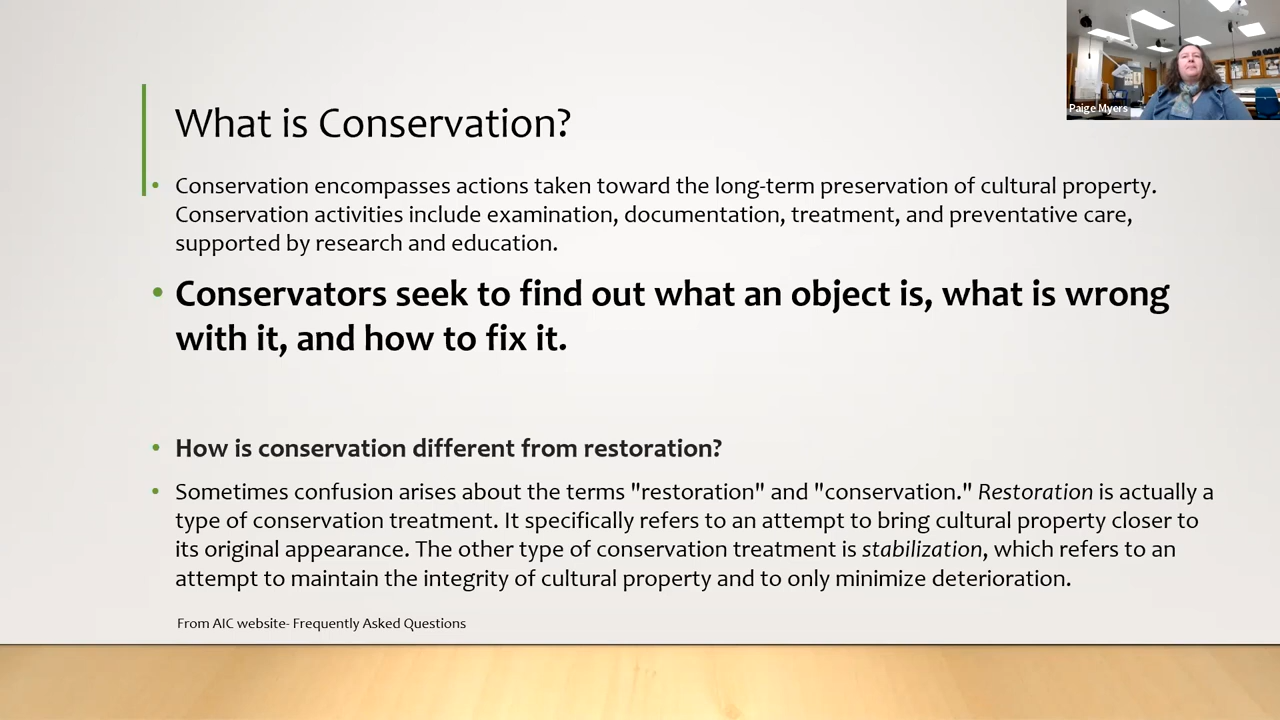 Paige Myers
What is Conservation?
• Conservation encompasses actions taken toward the long-term preservation of cultural property.
Conservation activities include examination, documentation, treatment, and preventative care,
supported by research and education.
• Conservators seek to find out what an object is, what is wrong
with it, and how to fix it.
• How is conservation different from restoration?
• Sometimes confusion arises about the terms "restoration" and "conservation." Restoration is actually a
type of conservation treatment. It specifically refers to an attempt to bring cultural property closer to
its original appearance. The other type of conservation treatment is stabilization, which refers to an
attempt to maintain the integrity of cultural property and to only minimize deterioration.
From AIC website- Frequently Asked Questions